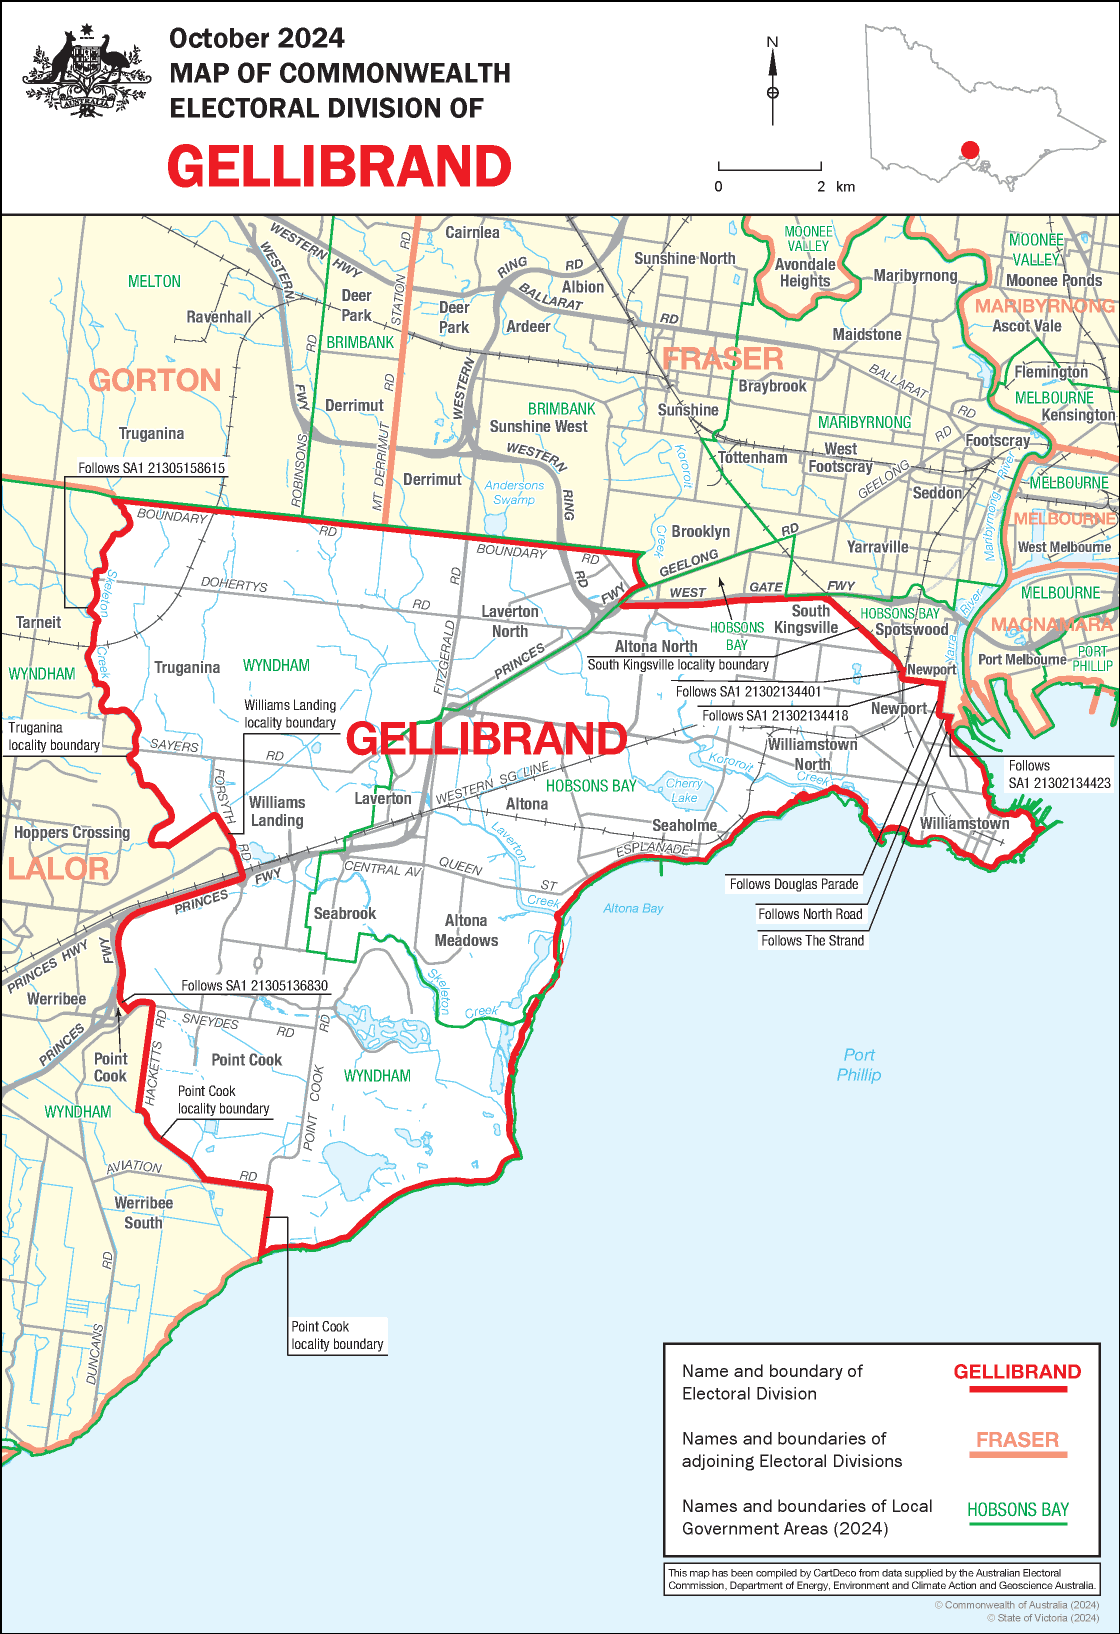 October 2024
MAP OF COMMONWEALTH
ELECTORAL DIVISION OF
GELLIBRAND
AUSTRALIA
N
0 2 km
MELTON
Ravenhall
GORTON
Truganina
Follows SA1 21305158615
WESTERN HWY
WESTERN
FWY
Deer
Park
BRIMBANK
Derrimut
ROBINSONS
RD
STATION
RD
MT DERRIMUT
RD
Cairnlea
Deer
Park
Ardeer
RING RD
Albion
BALLARAT
RD
Sunshine North
MOONEE
VALLEY
Avondale
Heights
Maribyrnong
MOONEE
VALLEY
Moonee Ponds
MARIBYRNONG
Ascot Vale
Maidstone
FRASER
Braybrook
BALLARAT
RD
Flemington
MELBOURNE
Kensington
WESTERN
BRIMBANK
Sunshine West
Sunshine
MARIBYRNONG
West
Footscray
Footscray
RD
GEELONG
Tottenham
Seddon
Derrimut
WESTERN
RING
RD
Andersons
Swamp
Kororoit
Creek
Brooklyn
GEELONG
RD
Yarraville
Maribyrnong
River
MELBOURNE
MELBOURNE
West Melbourne
MELBOURNE
MACNAMARA
Port Melbourne
PORT
PHILLIP
BOUNDARY
RD
BOUNDARY
RD
DOHERTYS
RD
RD
FITZGERALD
Laverton
North
PRINCES
FWY
WEST
GATE
FWY
HOBSONS
BAY
South
Kingsville
HOBSONS BAY
Spotswood
River
Yarra
Altona North
South Kingsville locality boundary
Newport
Follows SA1 21302134401
Follows SA1 21302134418
Newport
Skeleton
Creek
Tarneit
WYNDHAM
Truganina
WYNDHAM
Williams Landing
locality boundary
Truganina
locality boundary
SAYERS
RD
GELLIBRAND
Williamstown
North
Follows
SA1 21302134423
FORSYTH
RD
Williams
Landing
Laverton
WESTERN SG LINE
Altona
HOBSONS BAY
Cherry
Lake
Kororoit
Creek
Seaholme
ESPLANADE
Williamstown
Hoppers Crossing
LALOR
PRINCES
FWY
CENTRAL AV
QUEEN
ST
Laverton
Creek
Follows Douglas Parade
Altona Bay
Follows North Road
Follows The Strand
Seabrook
Altona
Meadows
PRINCES HWY
FWY
Werribee
PRINCES
Follows SA1 21305136830
SNEYDES
RD
Skeleton
Creek
Point
Cook
HACKETTS
RD
Point Cook
WYNDHAM
RD
COOK
POINT
Port
Phillip
WYNDHAM
Point Cook
locality boundary
AVIATION
RD
Werribee
South
RD
DUNCANS
Point Cook
locality boundary
Name and boundary of
Electoral Division
GELLIBRAND
Names and boundaries of
adjoining Electoral Divisions
FRASER
Names and boundaries of Local
Government Areas (2024)
HOBSONS BAY
This map has been compiled by CartDeco from data supplied by the Australian Electoral
Commission, Department of Energy, Environment and Climate Action and Geoscience Australia.
© Commonwealth of Australia (2024)
© State of Victoria (2024)